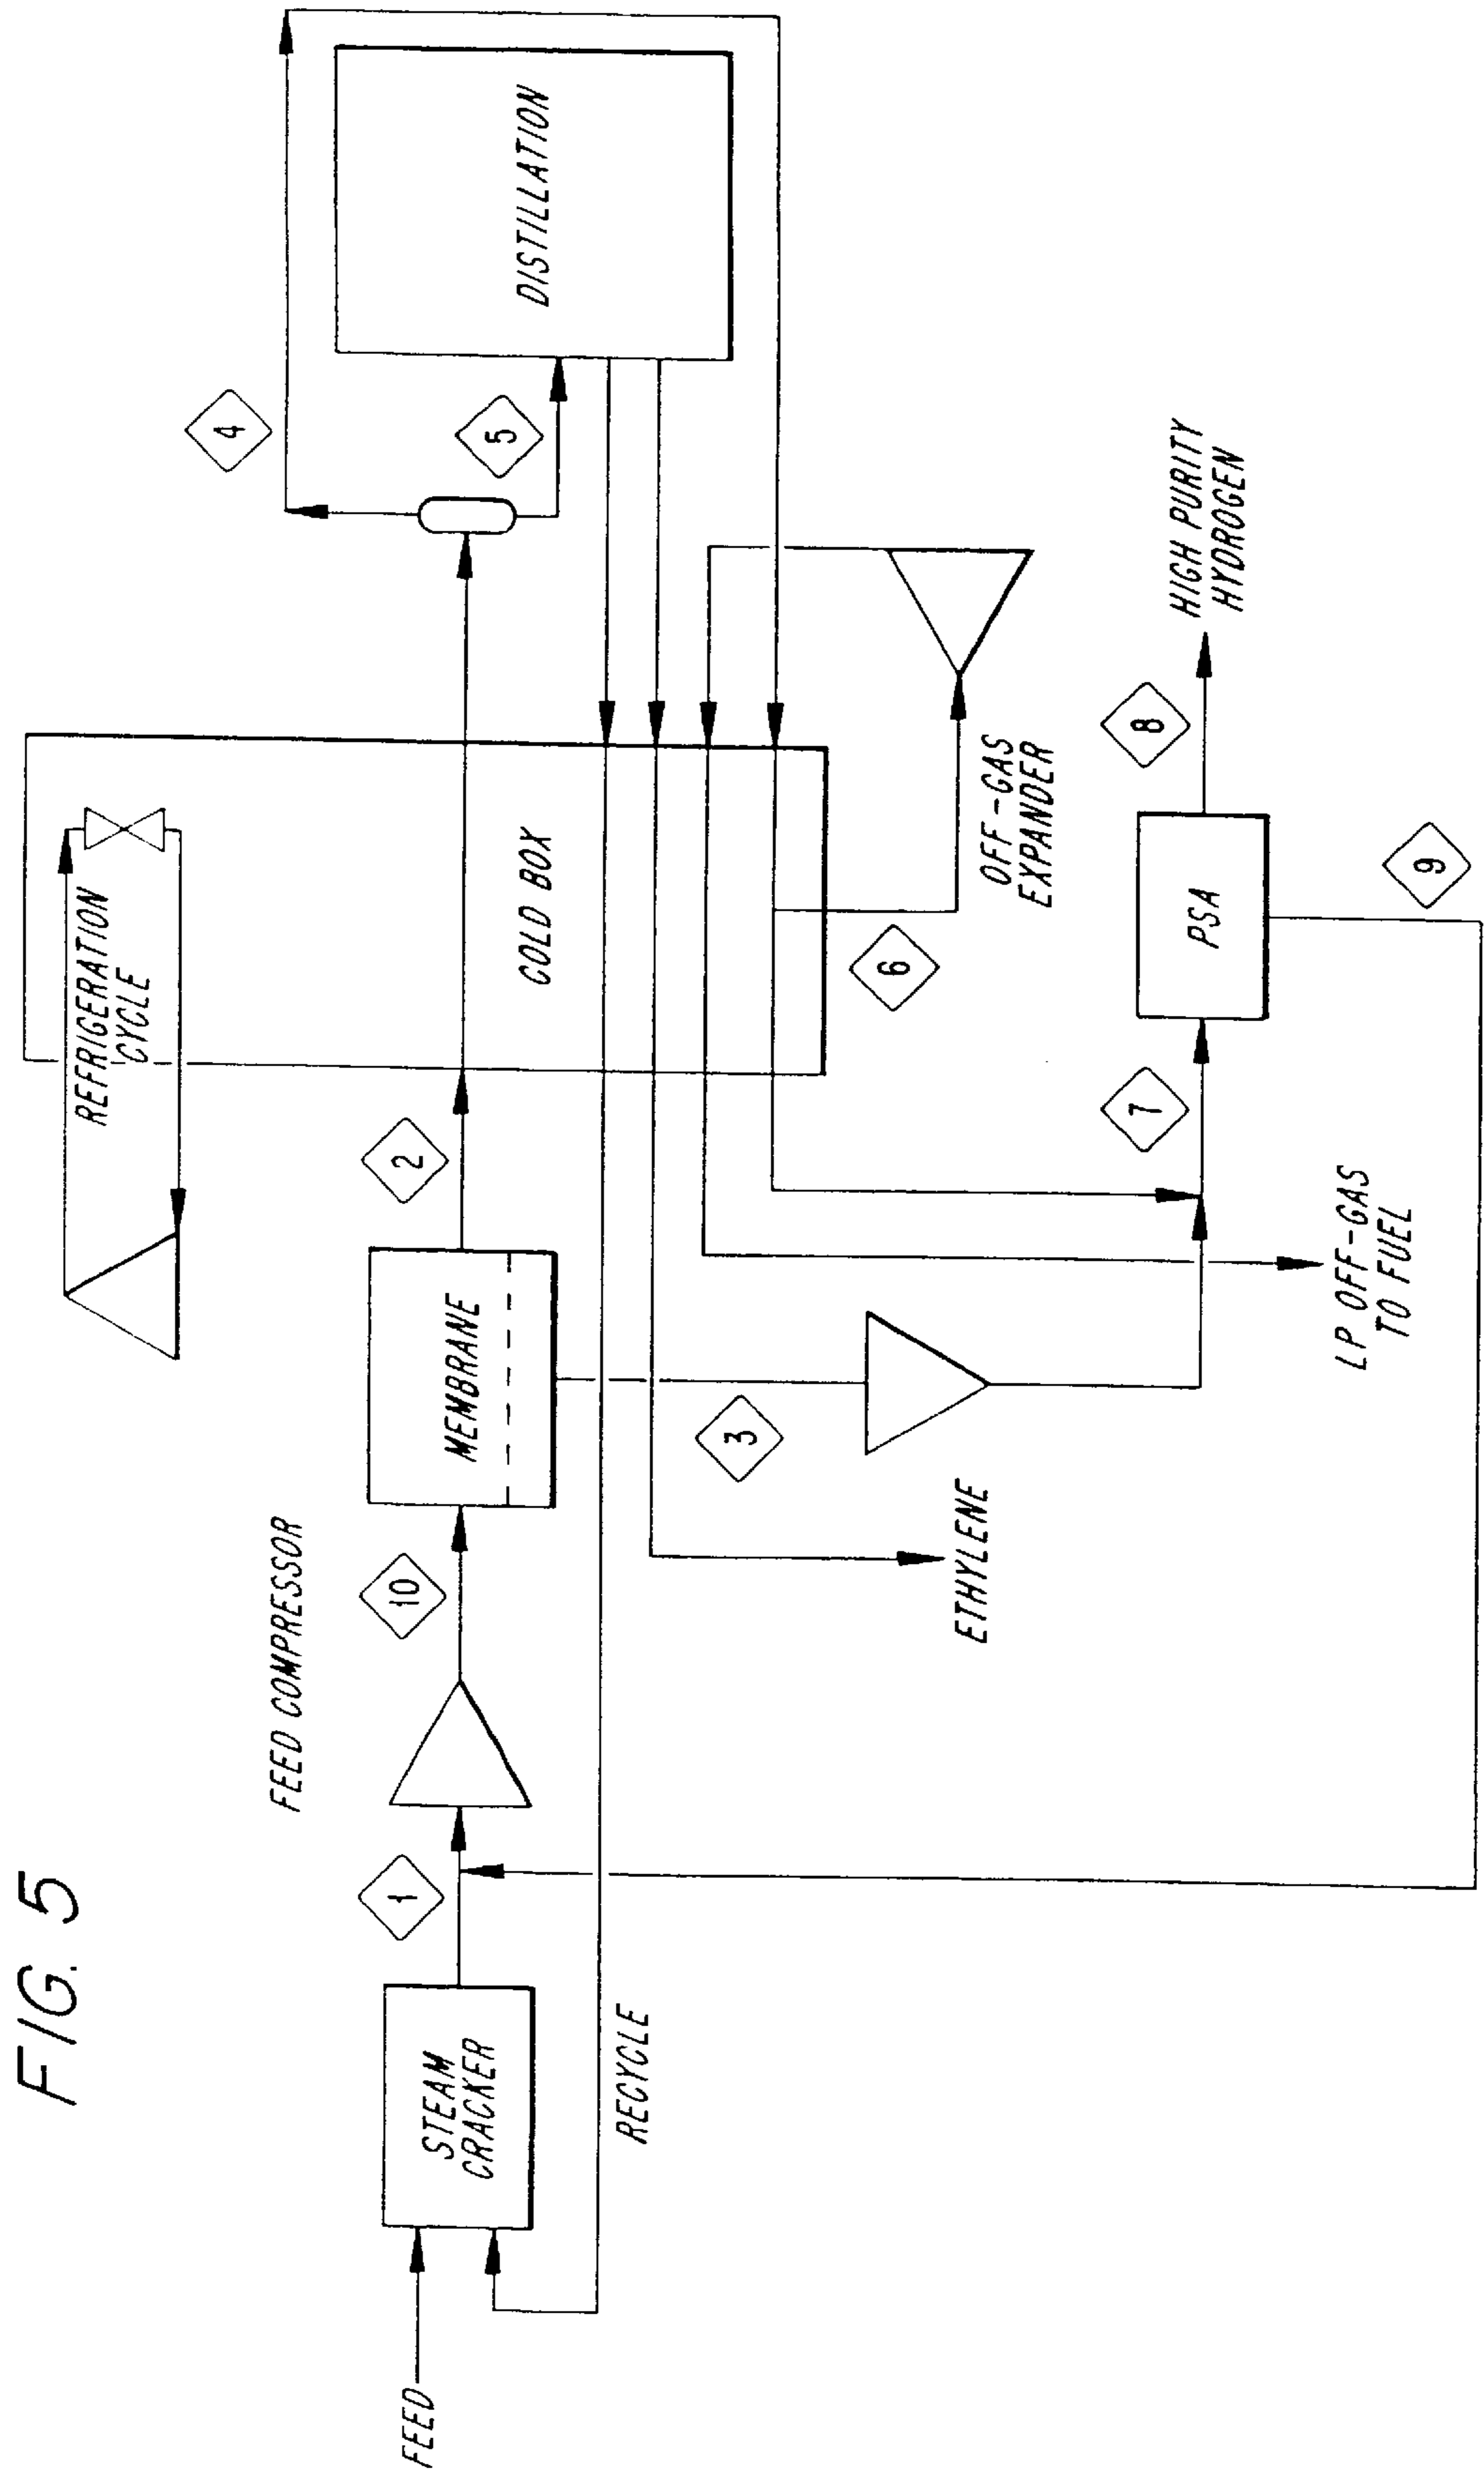 FIG. 5
FEED
STEAM
CRACKER
RECYCLE
1
FEED COMPRESSOR
10
MEMBRANE
2
3
ETHYLENE
REFRIGERATION
CYCLE
COLD BOX
4
5
DISTILLATION
6
OFF-GAS
EXPANDER
LP OFF-GAS
TO FUEL
7
PSA
8
HIGH PURITY
HYDROGEN
9